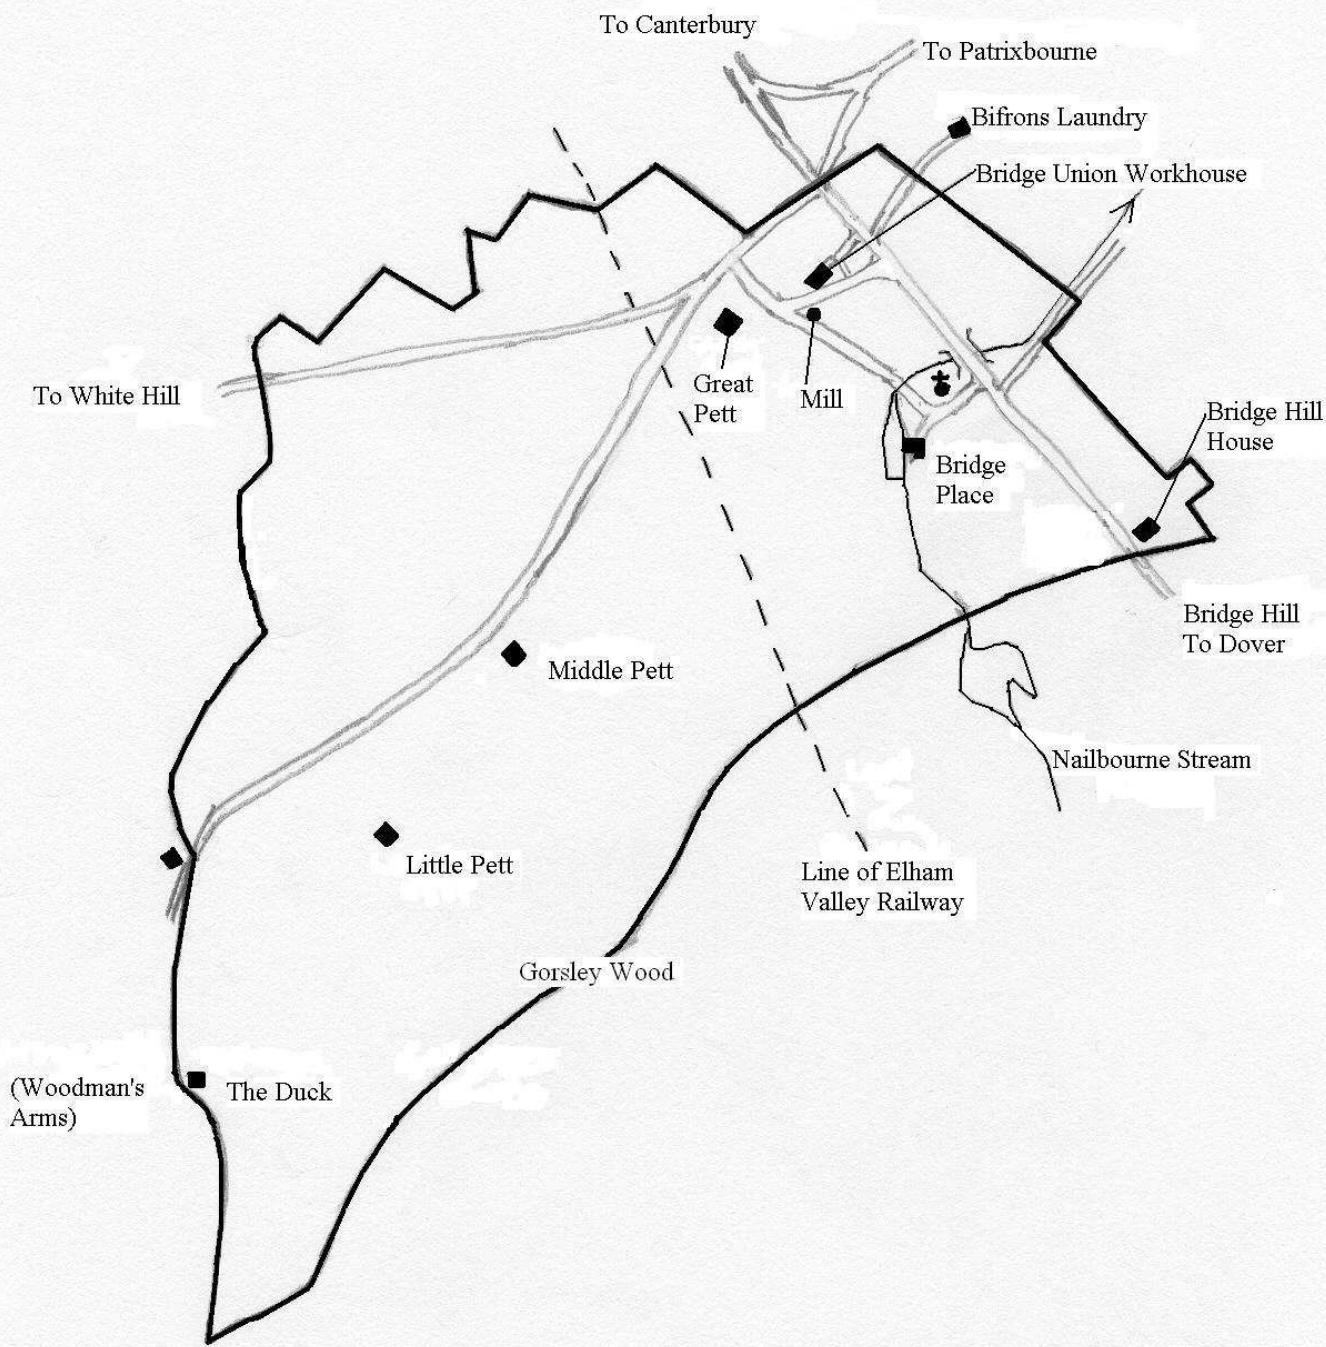 To Canterbury
To Patrixbourne
Bifrons Laundry
Bridge Union Workhouse
To White Hill
Great
Pett
Mill
Bridge Hill
House
Bridge
Place
Bridge Hill
To Dover
Middle Pett
Nailbourne Stream
Little Pett
Line of Elham
Valley Railway
Gorsley Wood
(Woodman's
Arms)
The Duck